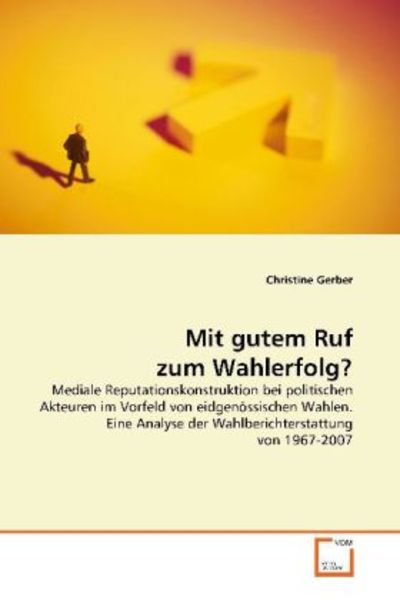 Christine Gerber
Mit gutem Ruf
zum Wahlerfolg?
Mediale Reputationskonstruktion bei politischen
Akteuren im Vorfeld von eidgenössischen Wahlen.
Eine Analyse der Wahlberichterstattung
von 1967-2007
VDM